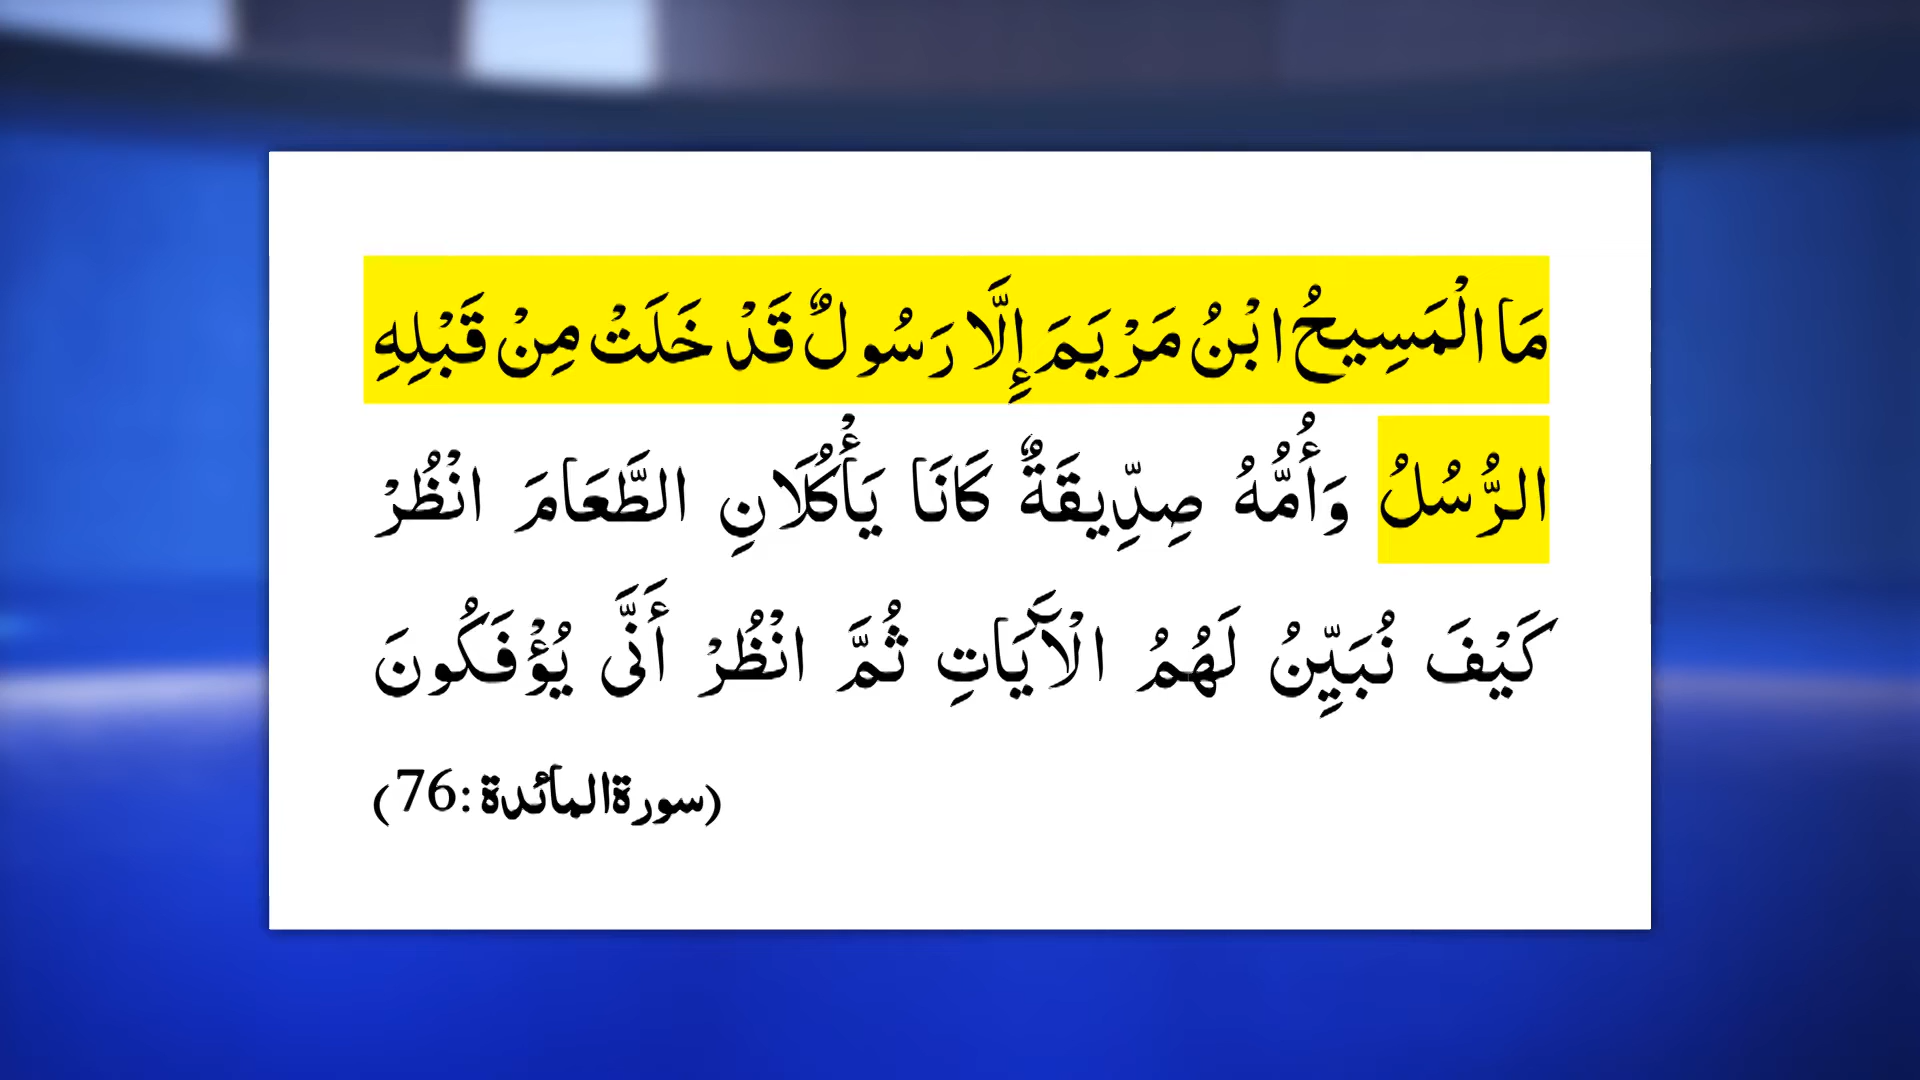 مَا الْمَسِيحُ ابْنُ مَرْيَمَ إِلَّا رَسُولٌ قَدْ خَلَتْ مِنْ قَبْلِهِ
الرُّسُلُ وَأُمُّهُ صِدِّيقَةٌ كَانَا يَأْكُلَانِ الطَّعَامَ انْظُرْ
كَيْفَ نُبَيِّنُ لَهُمُ الْآيَاتِ ثُمَّ انْظُرْ أَنَّى يُؤْفَكُونَ
(سورة المائدة: 76)